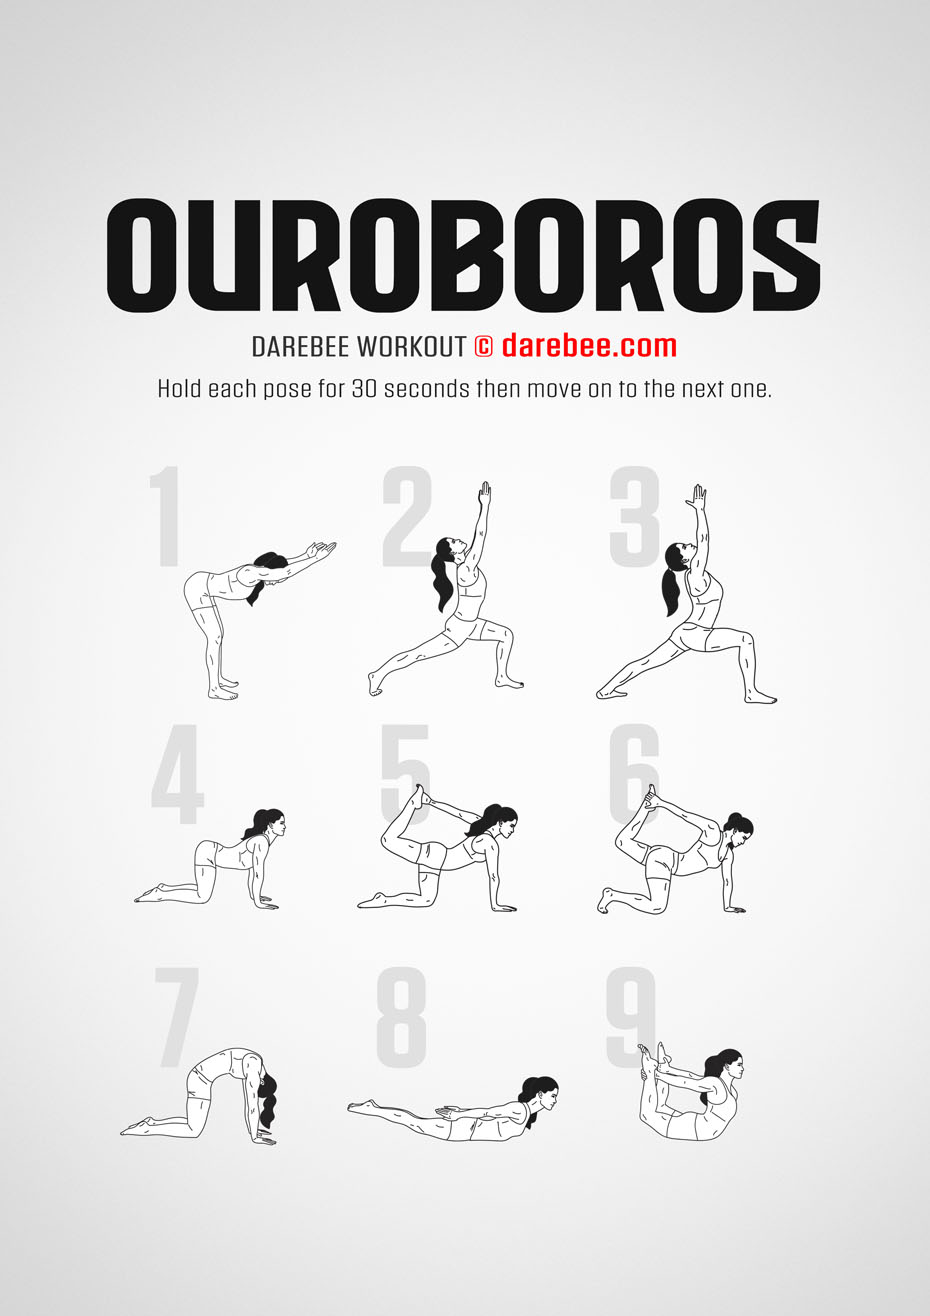 OUROBOROS
DAREBEE WORKOUT © darebee.com
Hold each pose for 30 seconds then move on to the next one.
1 2 3
4 5 6
7 8 9